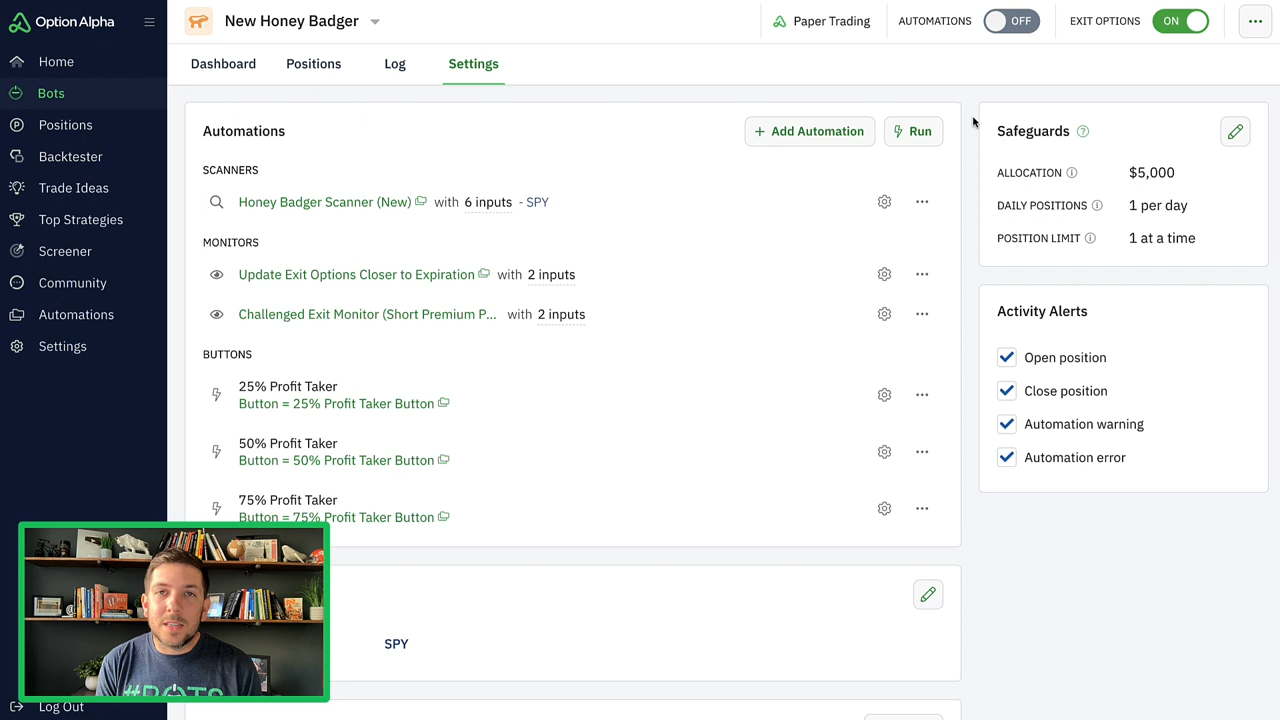 Option Alpha
New Honey Badger
Paper Trading
AUTOMATIONS
OFF
EXIT OPTIONS
ON
Home
Bots
Positions
Backtester
Trade Ideas
Top Strategies
Screener
Community
Automations
Settings
Log Out
Dashboard
Positions
Log
Settings
Automations
+ Add Automation
Run
SCANNERS
Honey Badger Scanner (New) with 6 inputs - SPY
MONITORS
Update Exit Options Closer to Expiration with 2 inputs
Challenged Exit Monitor (Short Premium P... with 2 inputs
BUTTONS
25% Profit Taker
Button = 25% Profit Taker Button
50% Profit Taker
Button = 50% Profit Taker Button
75% Profit Taker
Button = 75% Profit Taker Button
SPY
Safeguards
ALLOCATION $5,000
DAILY POSITIONS 1 per day
POSITION LIMIT 1 at a time
Activity Alerts
Open position
Close position
Automation warning
Automation error
#BOTS